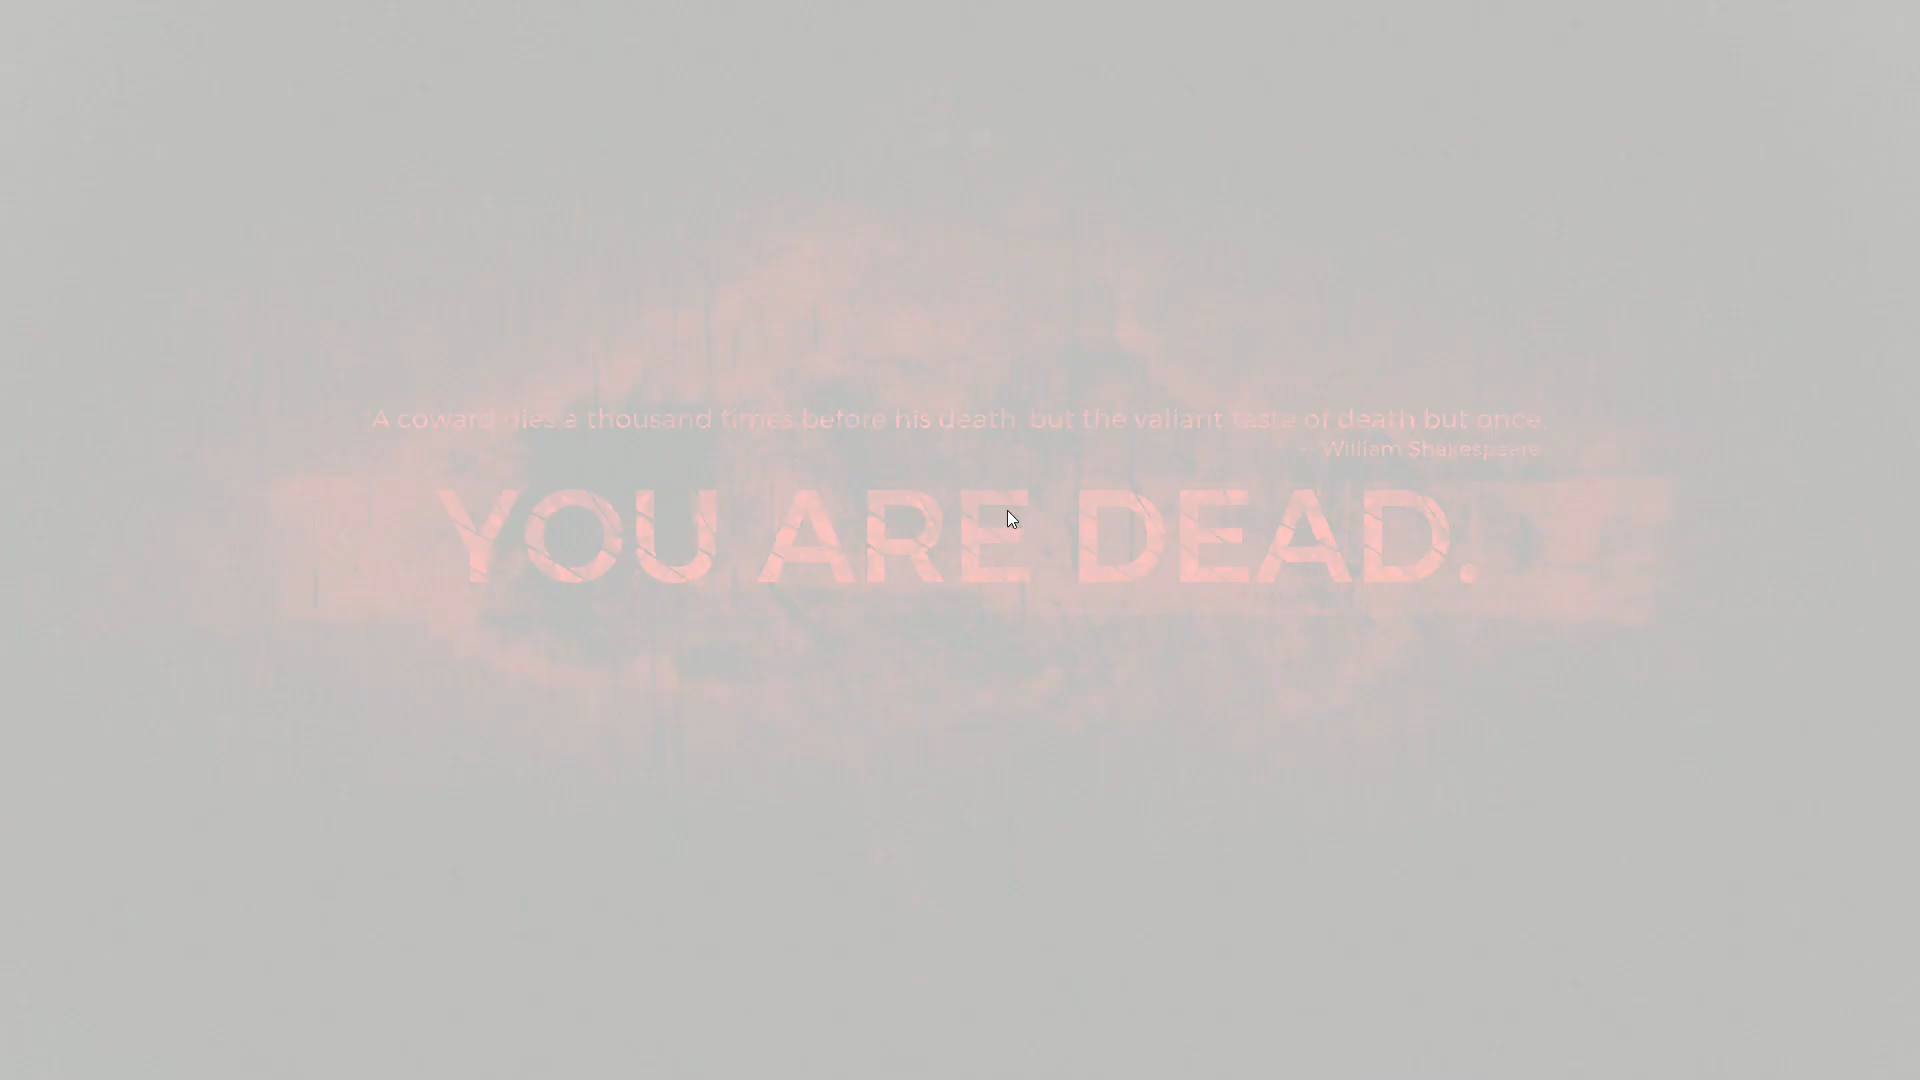 "A coward dies a thousand times before his death, but the valiant taste of death but once.
- William Shakespeare
YOU ARE DEAD.